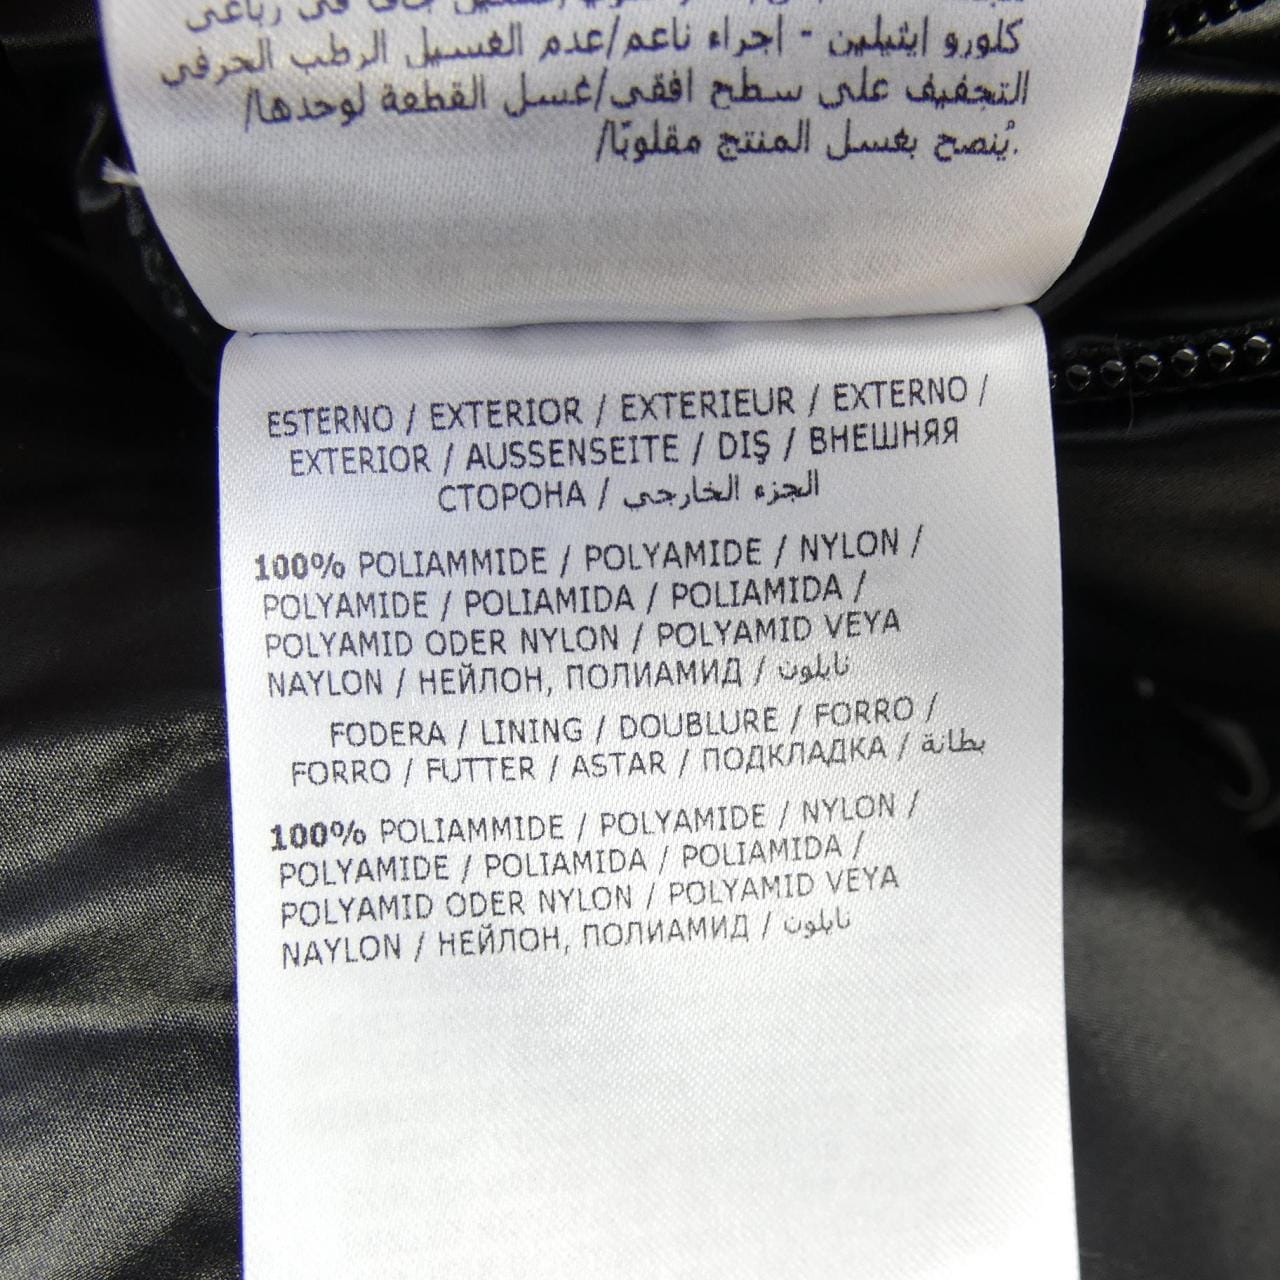 كلورو ايثيلين - اجراء ناعم/عدم الغسيل الرطب الحرفي
التجفيف على سطح افقي/غسل القطعة لوحدها/
يُنصح بغسل المنتج مقلوبًا/.
ESTERNO / EXTERIOR / EXTERIEUR / EXTERNO /
EXTERIOR / AUSSENSEITE / DIŞ / ВНЕШНЯЯ
СТОРОНА / الجزء الخارجي
100% POLIAMMIDE / POLYAMIDE / NYLON /
POLYAMIDE / POLIAMIDA / POLIAMIDA /
POLYAMID ODER NYLON / POLYAMID VEYA
NAYLON / НЕЙЛОН, ПОЛИАМИД / نايلون
FODERA / LINING / DOUBLURE / FORRO /
FORRO / FUTTER / ASTAR / ПОДКЛАДКА / بطانة
100% POLIAMMIDE / POLYAMIDE / NYLON /
POLYAMIDE / POLIAMIDA / POLIAMIDA /
POLYAMID ODER NYLON / POLYAMID VEYA
NAYLON / НЕЙЛОН, ПОЛИАМИД / نايلون